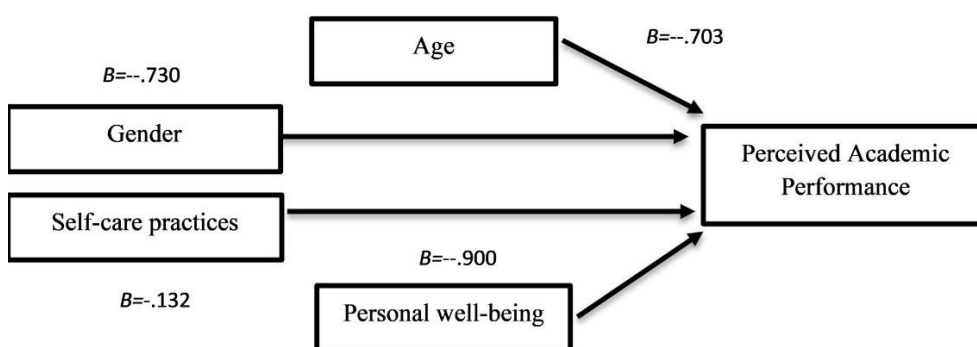 Age
B=--.703
B=--.730
Gender
Perceived Academic
Performance
Self-care practices
B=--.900
B=-.132
Personal well-being